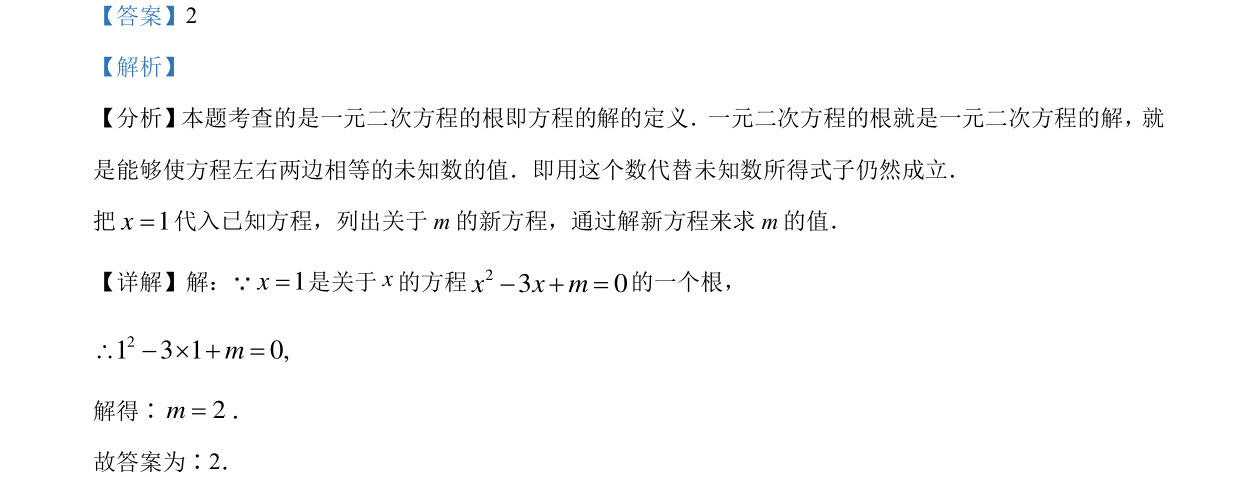 【答案】2
【解析】
【分析】本题考查的是一元二次方程的根即方程的解的定义．一元二次方程的根就是一元二次方程的解，就
是能够使方程左右两边相等的未知数的值．即用这个数代替未知数所得式子仍然成立．
把 x=1代入已知方程，列出关于 m 的新方程，通过解新方程来求 m 的值．
【详解】解：∵x=1是关于 x 的方程 x²−3x+m=0的一个根，
∴1²−3×1+m=0,
解得：m=2．
故答案为：2．